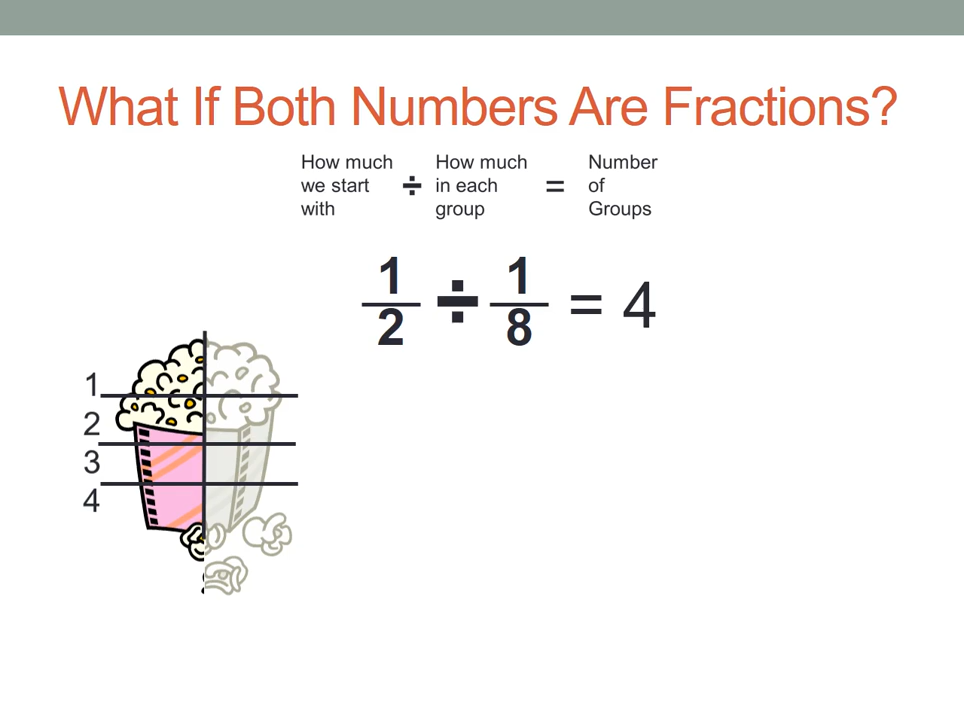 What If Both Numbers Are Fractions?
How much we start with ÷ How much in each group = Number of Groups
1/2 ÷ 1/8 = 4
1
2
3
4